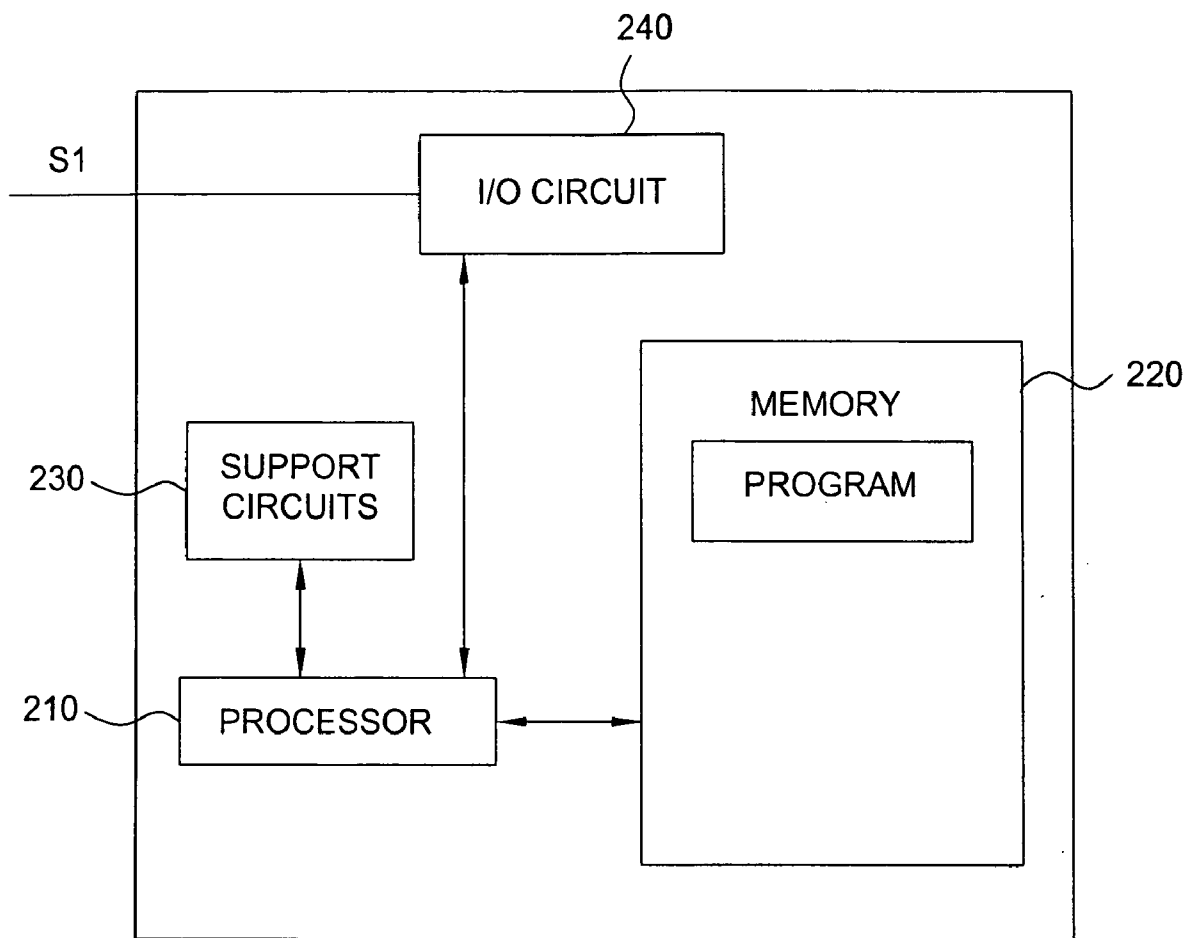 240
S1
I/O CIRCUIT
220
MEMORY
PROGRAM
230
SUPPORT
CIRCUITS
210
PROCESSOR